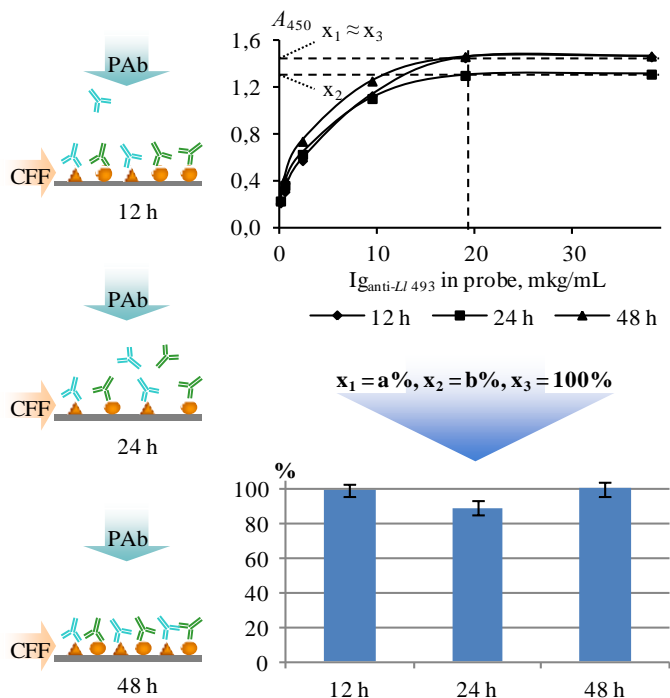 PAb
CFF
12 h
PAb
CFF
24 h
PAb
CFF
48 h
A450
1,6
1,2
0,8
0,4
0,0
x1 ≈ x3
x2
0 10 20 30
Iganti-Ll 493 in probe, mkg/mL
12 h 24 h 48 h
x1 = a%, x2 = b%, x3 = 100%
%
100
80
60
40
20
0
12 h 24 h 48 h